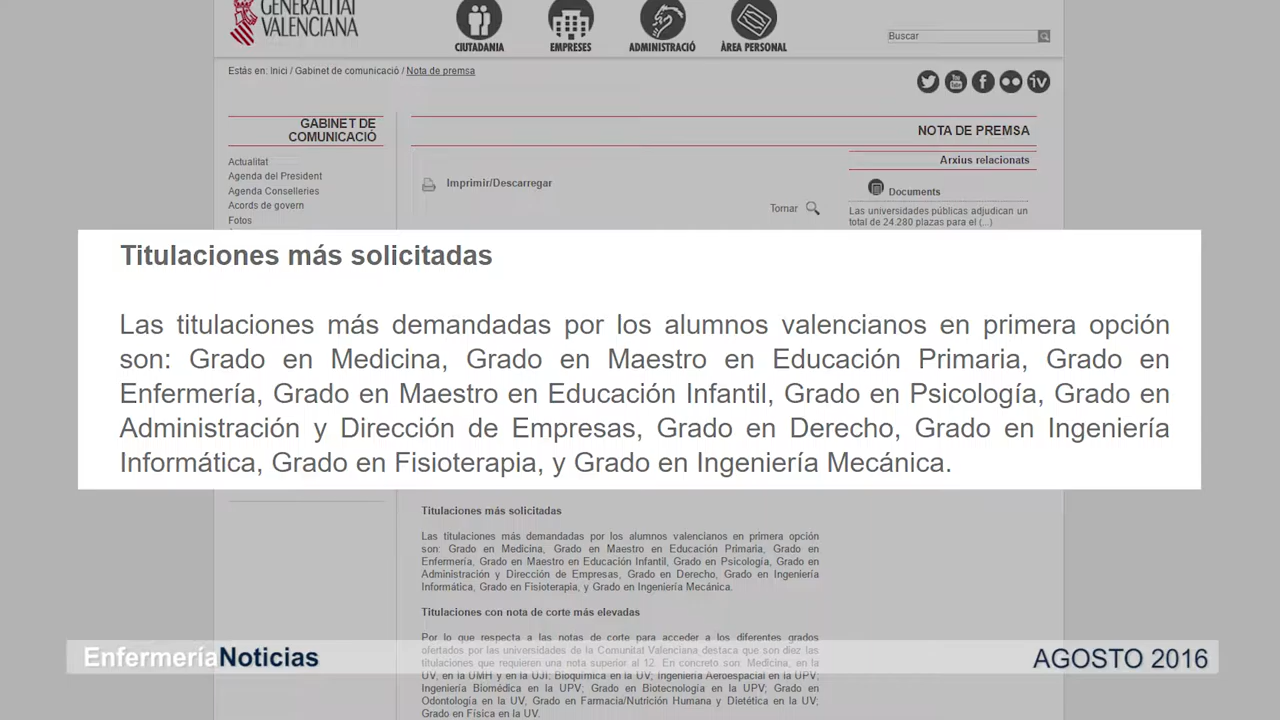 GENERALITAT
VALENCIANA
CIUTADANIA
EMPRESES
ADMINISTRACIÓ
ÀREA PERSONAL
Buscar
Estás en: Inici / Gabinet de comunicació / Nota de premsa
You
Tube
GABINET DE
COMUNICACIÓ
NOTA DE PREMSA
Arxius relacionats
Actualitat
Agenda del President
Agenda Conselleries
Acords de govern
Fotos
Imprimir/Descarregar
Tornar
Documents
Las universidades públicas adjudican un
total de 24.280 plazas para el (...)
Titulaciones más solicitadas
Las titulaciones más demandadas por los alumnos valencianos en primera opción
son: Grado en Medicina, Grado en Maestro en Educación Primaria, Grado en
Enfermería, Grado en Maestro en Educación Infantil, Grado en Psicología, Grado en
Administración y Dirección de Empresas, Grado en Derecho, Grado en Ingeniería
Informática, Grado en Fisioterapia, y Grado en Ingeniería Mecánica.
Titulaciones más solicitadas
Las titulaciones más demandadas por los alumnos valencianos en primera opción
son: Grado en Medicina, Grado en Maestro en Educación Primaria, Grado en
Enfermería, Grado en Maestro en Educación Infantil, Grado en Psicología, Grado en
Administración y Dirección de Empresas, Grado en Derecho, Grado en Ingeniería
Informática, Grado en Fisioterapia, y Grado en Ingeniería Mecánica.
Titulaciones con nota de corte más elevadas
Por lo que respecta a las notas de corte para acceder a los diferentes grados
ofertados por las universidades de la Comunitat Valenciana destaca que son diez las
titulaciones que requieren una nota superior al 12. En concreto son: Medicina, en la
UV, en la UMH y en la UJI; Bioquímica en la UV; Ingeniería Aeroespacial en la UPV;
Ingeniería Biomédica en la UPV; Grado en Biotecnología en la UPV; Grado en
Odontología en la UV, Grado en Farmacia/Nutrición Humana y Dietética en la UV;
Grado en Física en la UV.
EnfermeríaNoticias
AGOSTO 2016